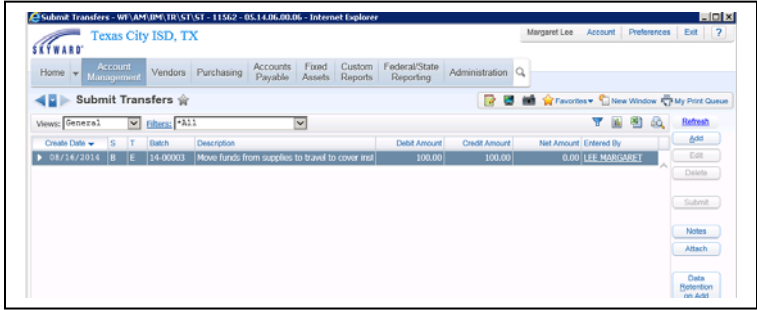 Submit Transfers - WF\AM\BM\TR\ST\ST - 11562 - 05.14.06.00.06 - Internet Explorer
SKYWARD Texas City ISD, TX Margaret Lee Account Preferences Exit ?
Home Account Management Vendors Purchasing Accounts Payable Fixed Assets Custom Reports Federal/State Reporting Administration
Submit Transfers Favorites New Window My Print Queue
Views: General Filters: *All Refresh
Create Date S T Batch Description Debit Amount Credit Amount Net Amount Entered By
08/16/2014 B E 14-00003 Move funds from supplies to travel to cover inst 100.00 100.00 0.00 LEE MARGARET
Add
Edit
Delete
Submit
Notes
Attach
Data
Retention
on Add